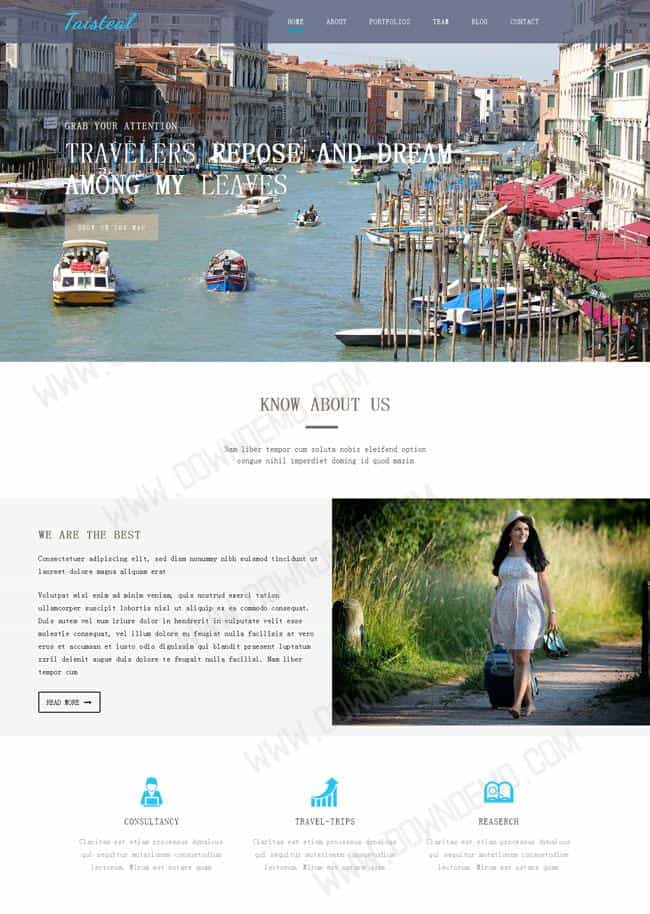 Taisteal
HOME ABOUT PORTFOLIOS TEAM BLOG CONTACT
GRAB YOUR ATTENTION
TRAVELERS REPOSE AND DREAM
AMONG MY LEAVES
KNOW ABOUT US
Nam liber tempor cum soluta nobis eleifend option
congue nihil imperdiet doming id quod mazim
WE ARE THE BEST
Consectetuer adipiscing elit, sed diam nonummy nibh euismod tincidunt ut
laoreet dolore magna aliquam erat
Volutpat wisi enim ad minim veniam, quis nostrud exerci tation
ullamcorper suscipit lobortis nisl ut aliquip ex ea commodo consequat.
Duis autem vel eum iriure dolor in hendrerit in vulputate velit esse
molestie consequat, vel illum dolore eu feugiat nulla facilisis at vero
eros et accumsan et iusto odio dignissim qui blandit praesent luptatum
zzril delenit augue duis dolore te feugait nulla facilisi. Nam liber
tempor cum
READ MORE
CONSULTANCY TRAVEL-TRIPS REASERCH
Claritas est etiam processus dynamicus Claritas est etiam processus dynamicus Claritas est etiam processus dynamicus
qui sequitur mutationem consuetudium qui sequitur mutationem consuetudium qui sequitur mutationem consuetudium
lectorum. Mirum est notare quam lectorum. Mirum est notare quam lectorum. Mirum est notare quam
WWW.DOWNDEMO.COM
WWW.DOWNDEMO.COM
WWW.DOWNDEMO.COM